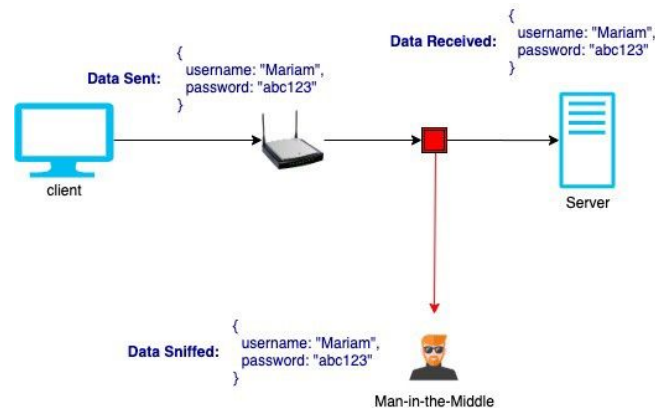 Data Sent:
{
username: "Mariam",
password: "abc123"
}
Data Received:
{
username: "Mariam",
password: "abc123"
}
client
Server
Data Sniffed:
{
username: "Mariam",
password: "abc123"
}
Man-in-the-Middle